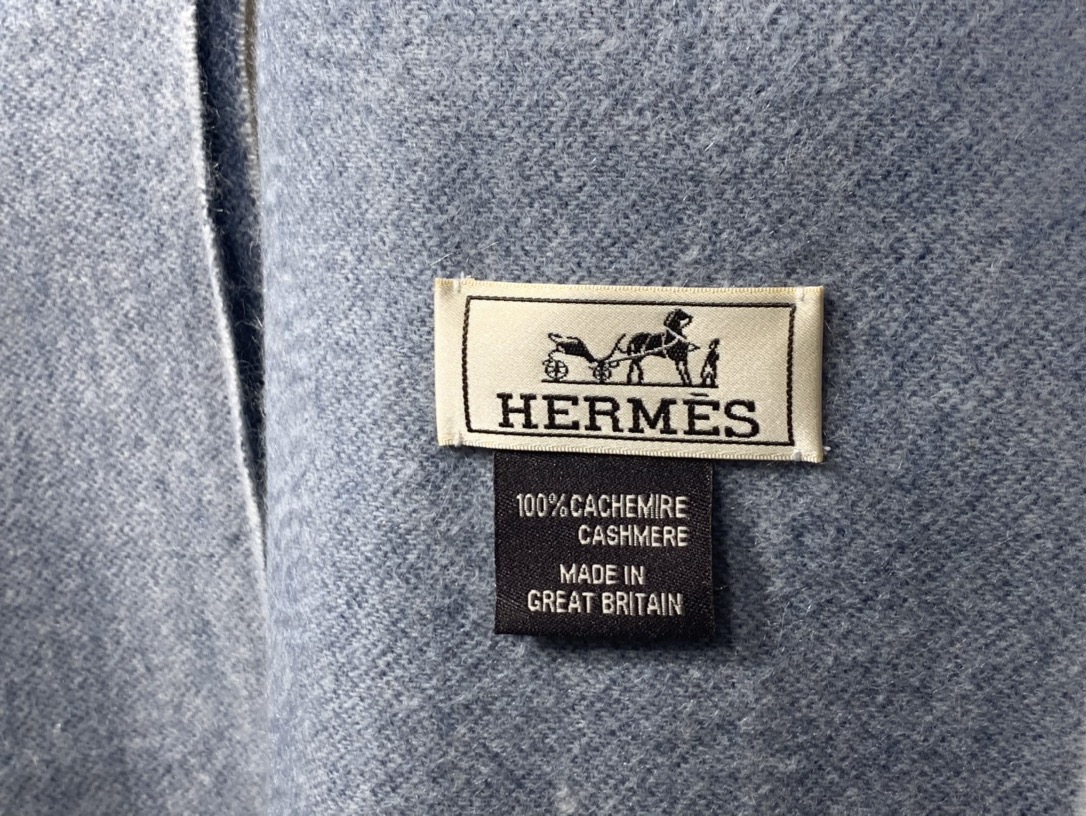 HERMÈS
100% CACHEMIRE
CASHMERE
MADE IN
GREAT BRITAIN